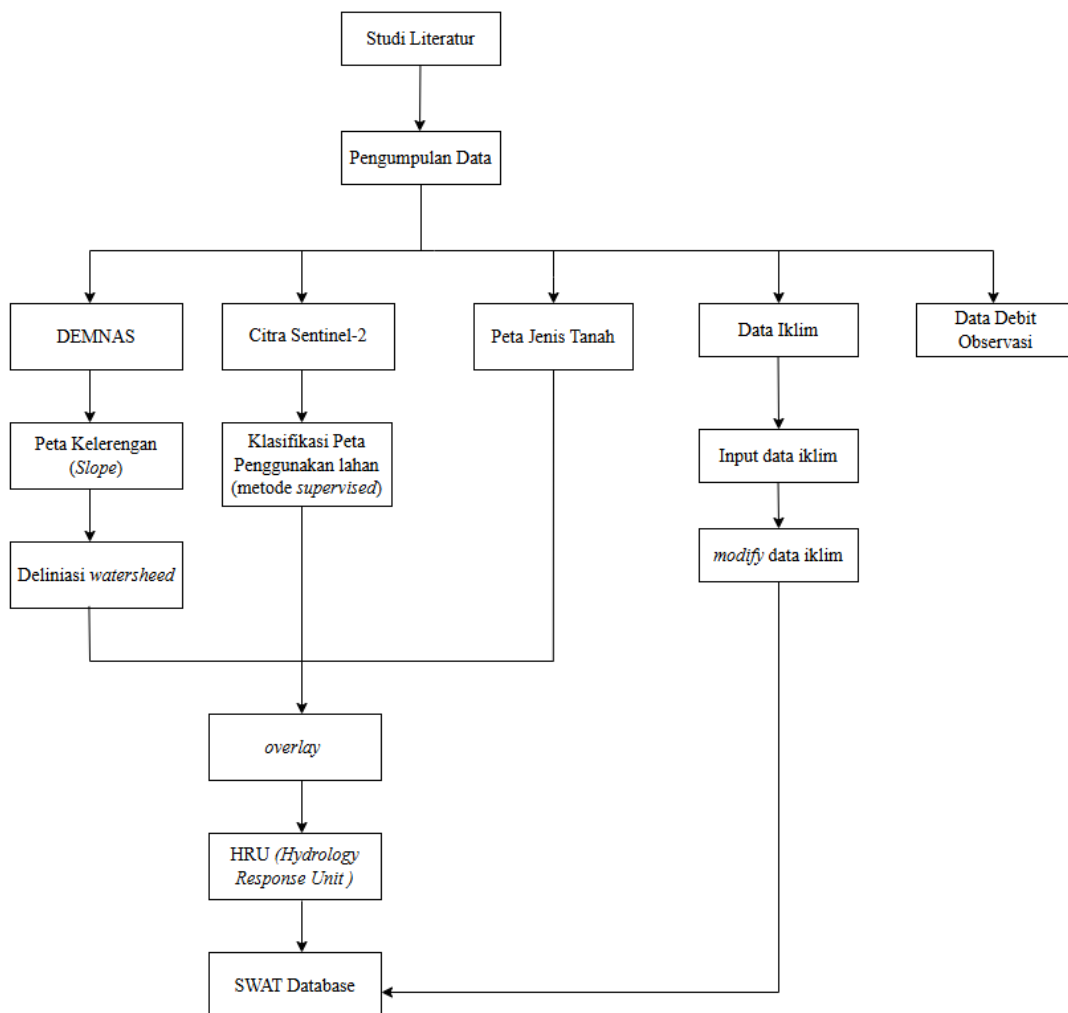 Studi Literatur
Pengumpulan Data
DEMNAS
Citra Sentinel-2
Peta Jenis Tanah
Data Iklim
Data Debit
Observasi
Peta Kelerengan
(Slope)
Klasifikasi Peta
Penggunakan lahan
(metode supervised)
Input data iklim
Deliniasi watersheed
modify data iklim
overlay
HRU (Hydrology
Response Unit )
SWAT Database